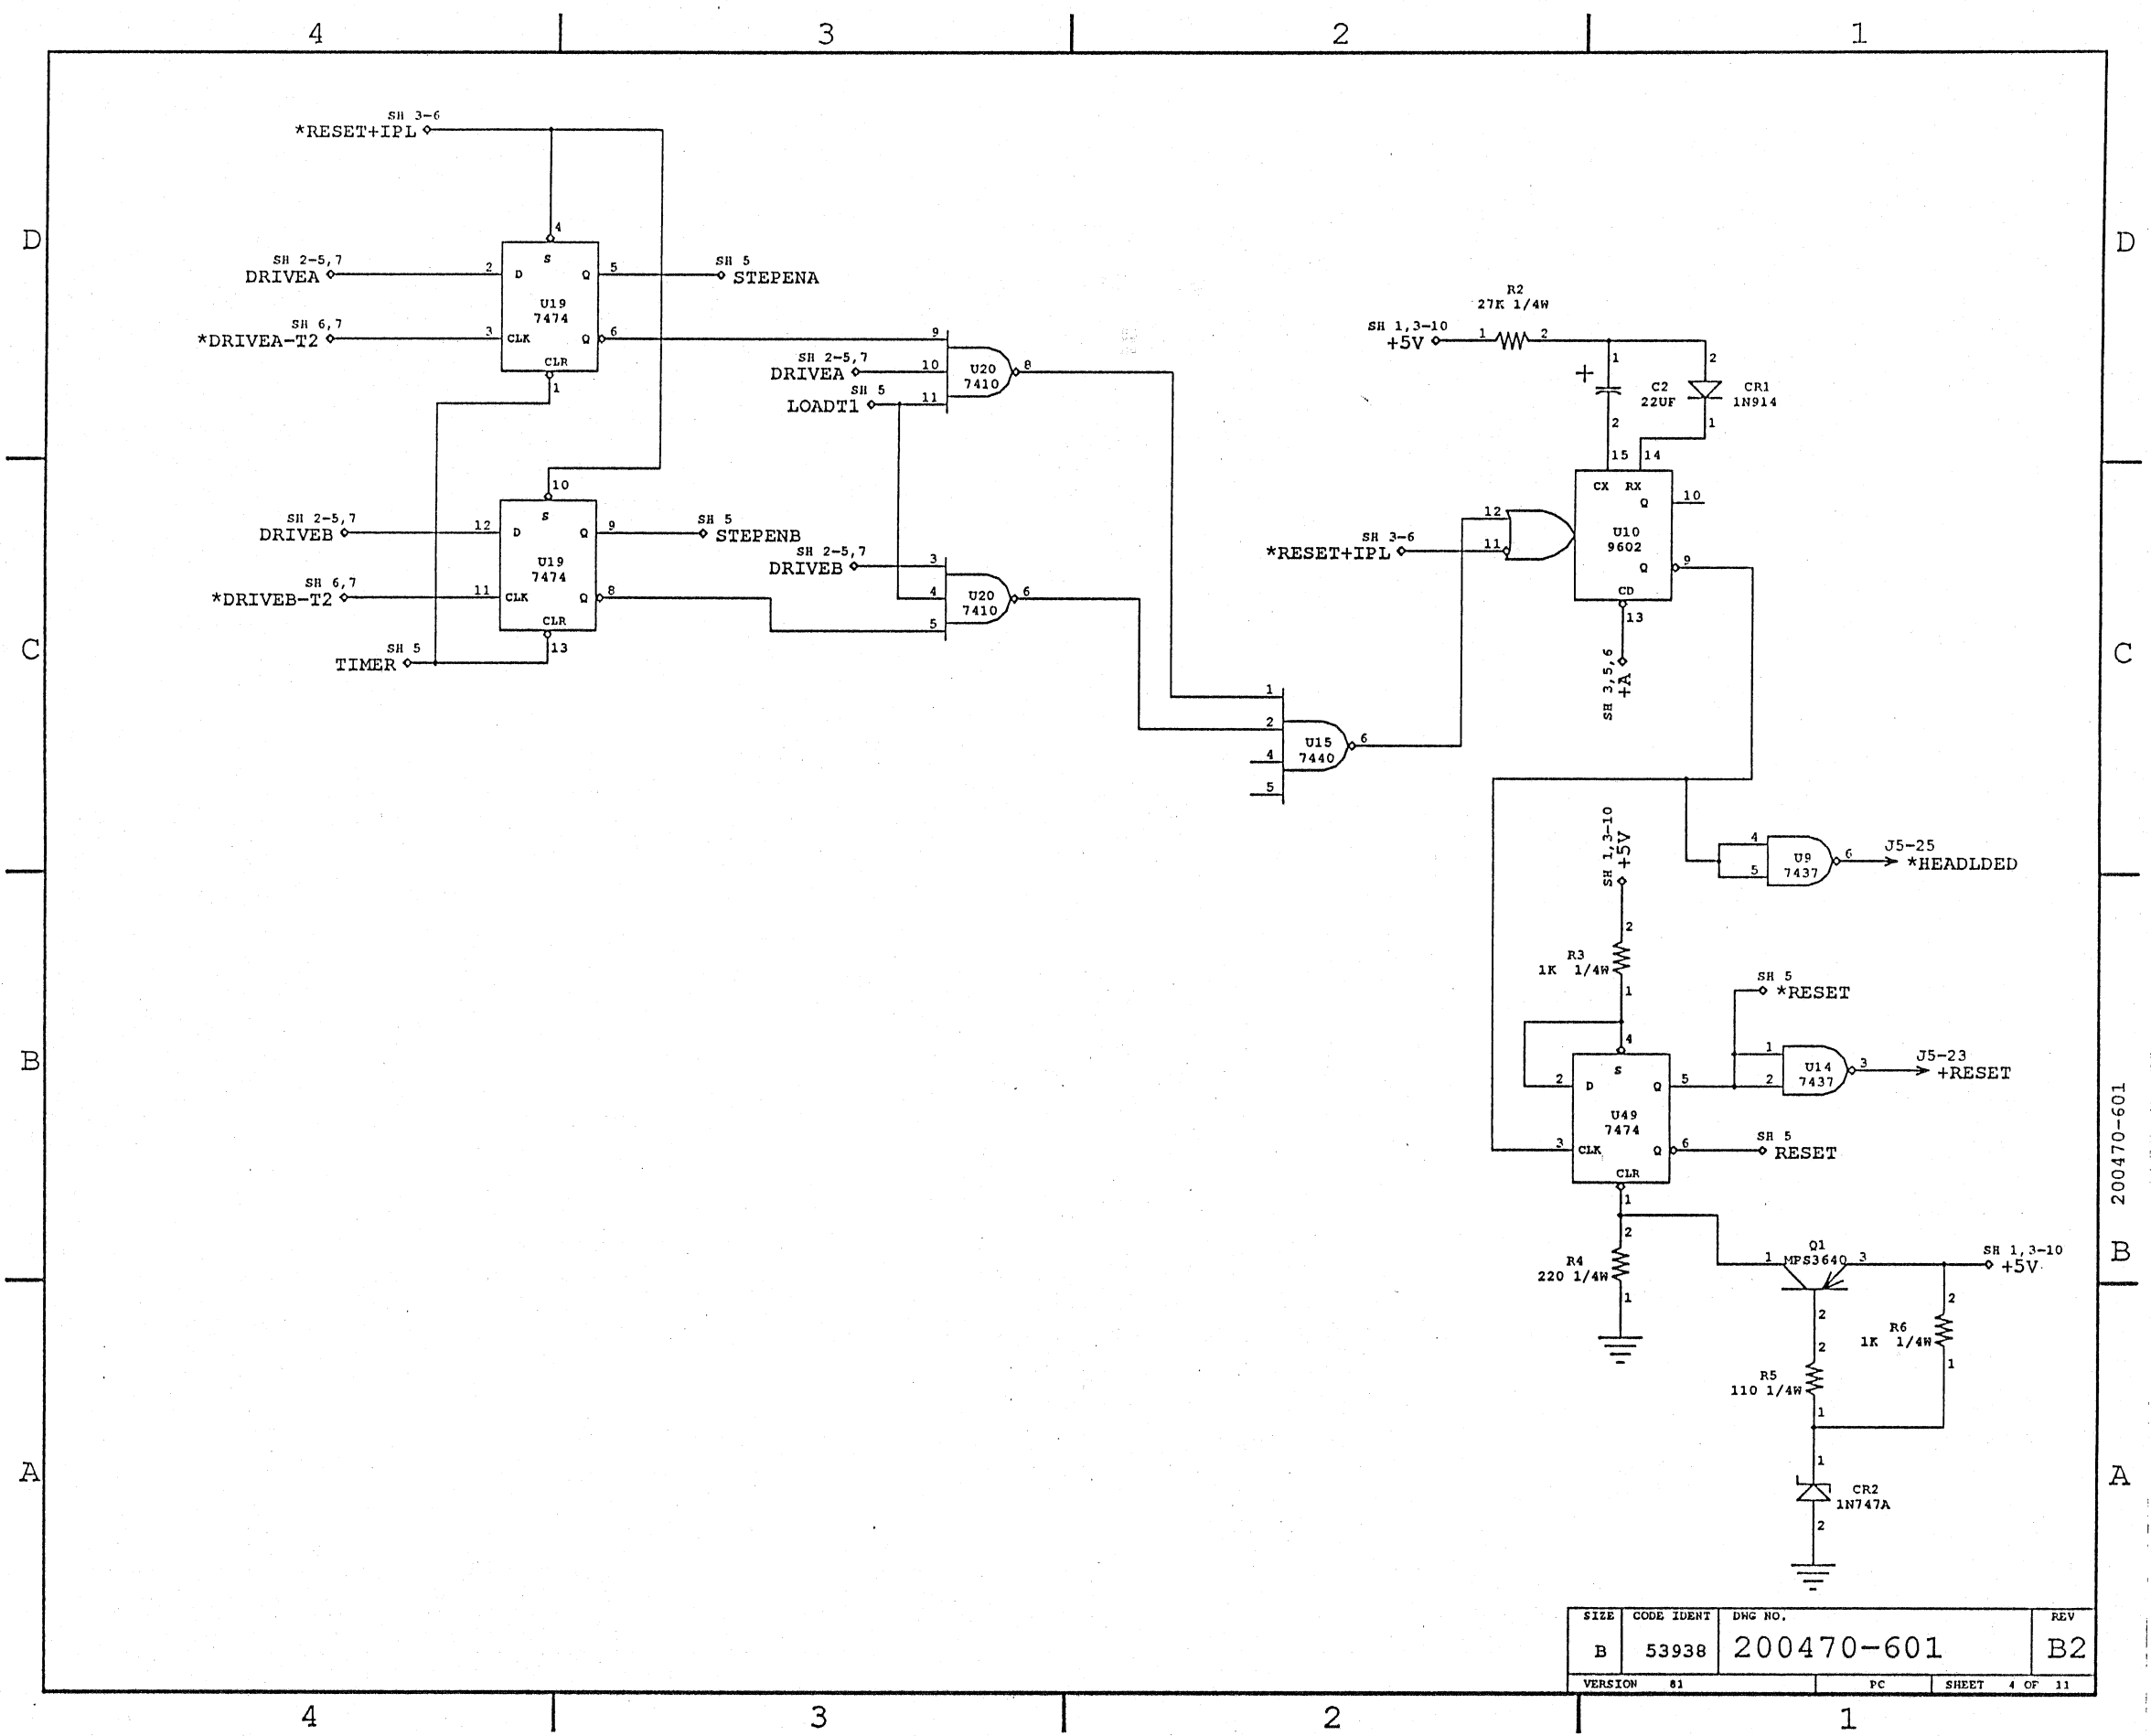 4 3 2 1
SH 3-6
*RESET+IPL
4
D D
S
SH 2-5,7
DRIVEA
2 D Q 5
SH 5
STEPENA
U19
7474
SH 6,7
*DRIVEA-T2
3 CLK Q 6
CLR
1
9
SH 2-5,7
DRIVEA
10
U20
7410
8
SH 5
LOADT1
11
R2
27K 1/4W
SH 1,3-10
+5V
1 2
1 2
+
C2
22UF
CR1
1N914
2 1
15 14
CX RX
Q 10
U10
9602
Q 9
CD
13
SH 3,5,6
+A
12
SH 3-6
*RESET+IPL
11
10
S
SH 2-5,7
DRIVEB
12 D Q 9
SH 5
STEPENB
U19
7474
SH 6,7
*DRIVEB-T2
11 CLK Q 8
CLR
13
SH 5
TIMER
SH 2-5,7
DRIVEB
3
4
5
U20
7410
6
C C
1
2
4
5
U15
7440
6
SH 1,3-10
+5V
4
5
U9
7437
6
J5-25
*HEADLDED
2
R3
1K 1/4W
1
SH 5
*RESET
4
S
2 D Q 5
U49
7474
3 CLK Q 6
CLR
1
1
2
U14
7437
3
J5-23
+RESET
SH 5
RESET
B B
200470-601
2
R4
220 1/4W
1
1
Q1
MPS3640
3
SH 1,3-10
+5V
2
2
R5
110 1/4W
1
2
R6
1K 1/4W
1
1
CR2
1N747A
2
A A
SIZE CODE IDENT DWG NO. REV
B 53938 200470-601 B2
VERSION 81 PC SHEET 4 OF 11
4 3 2 1